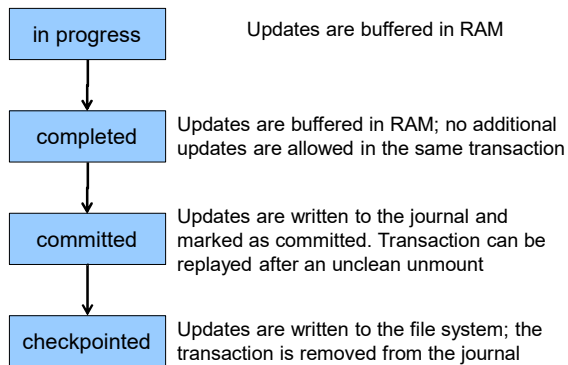 in progress
Updates are buffered in RAM
completed
Updates are buffered in RAM; no additional
updates are allowed in the same transaction
committed
Updates are written to the journal and
marked as committed. Transaction can be
replayed after an unclean unmount
checkpointed
Updates are written to the file system; the
transaction is removed from the journal